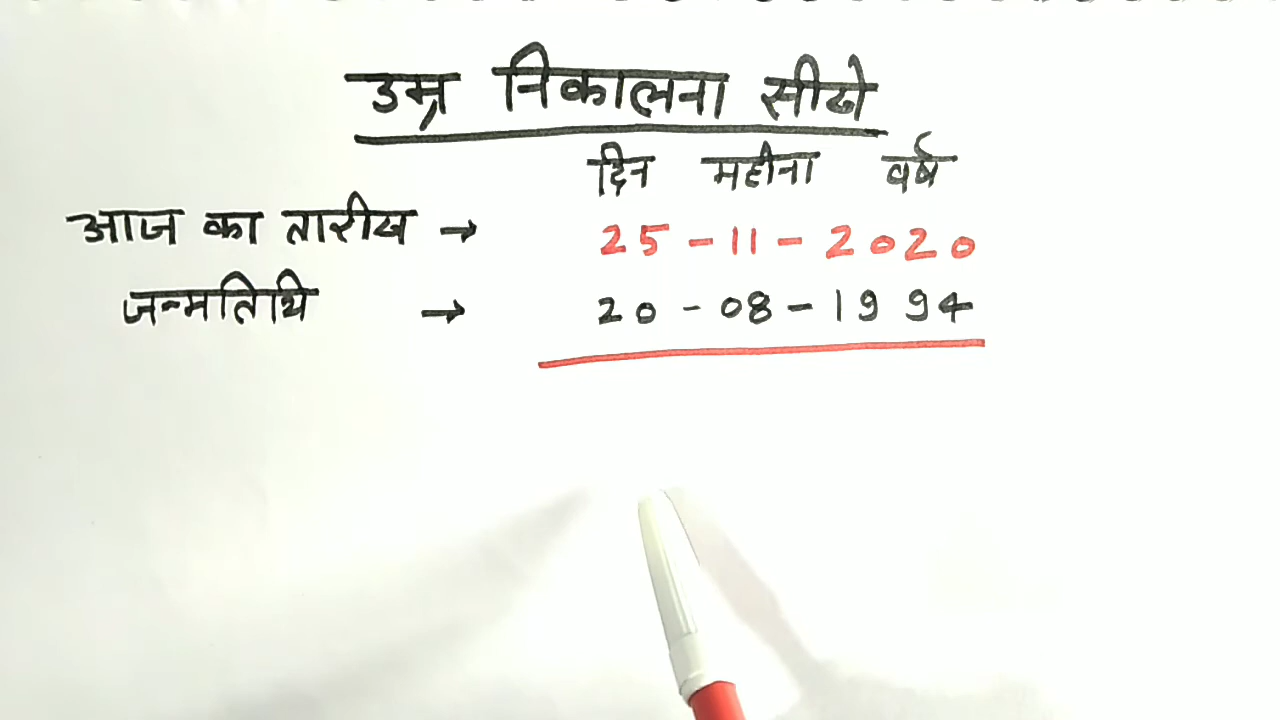 उम्र निकालना सीखे
दिन महीना वर्ष
आज का तारीख → 25-11-2020
जन्मतिथि → 20-08-1994